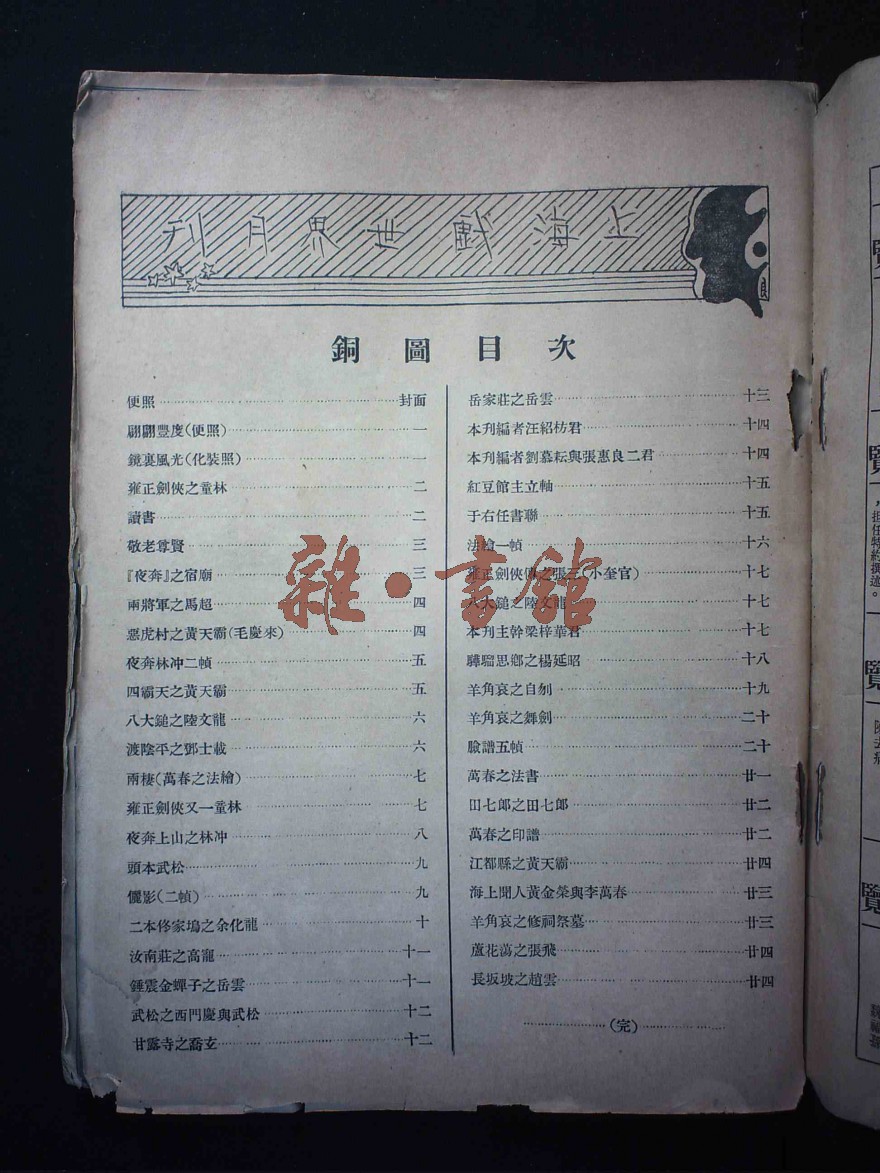 上海戲世界月刊
銅圖目次
便照……封面
翩翩豐度(便照)……一
鏡裏風光(化裝照)……一
雍正劍俠之童林……二
讀書……二
敬老尊賢……三
『夜奔』之宿廟……三
兩將軍之馬超……四
惡虎村之黃天霸(毛慶來)……四
夜奔林冲二幀……五
四霸天之黃天霸……五
八大鎚之陸文龍……六
渡陰平之鄧士載……六
兩棲(萬春之法繪)……七
雍正劍俠又一童林……七
夜奔上山之林冲……八
頭本武松……九
儷影(二幀)……九
二本佟家塢之余化龍……十
汝南莊之高寵……十一
錘震金蟬子之岳雲……十一
武松之西門慶與武松……十二
甘露寺之喬玄……十二
岳家莊之岳雲……十三
本刊編者汪紹枋君……十四
本刊編者劉慕耘與張惠良二君……十四
紅豆館主立軸……十五
于右任書聯……十五
法繪一幀……十六
雍正劍俠傳之張三(小奎官)……十七
八大鎚之陸文龍……十七
本刊主幹梁梓華君……十七
驊騮思鄉之楊延昭……十八
羊角哀之自刎……十九
羊角哀之舞劍……二十
臉譜五幀……二十
萬春之法書……廿一
田七郎之田七郎……廿二
萬春之印譜……廿二
江都縣之黃天霸……廿四
海上聞人黃金榮與李萬春……廿三
羊角哀之修祠祭墓……廿三
蘆花蕩之張飛……廿四
長坂坡之趙雲……廿四
……(完)……
雜·書館
覽
覽
，担任特約撰述。
覽
覽